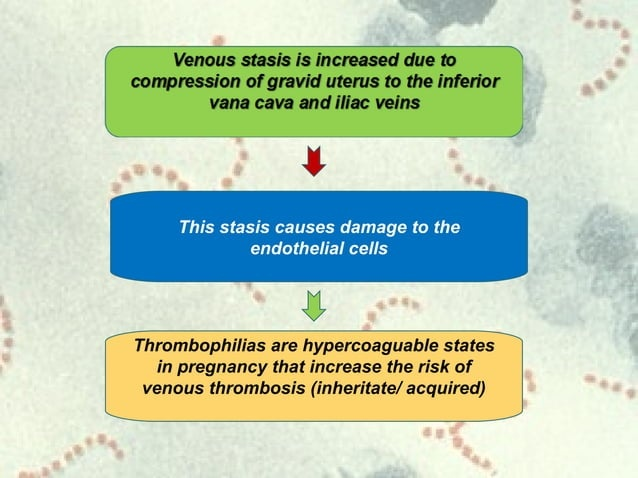 Venous stasis is increased due to
compression of gravid uterus to the inferior
vana cava and iliac veins
This stasis causes damage to the
endothelial cells
Thrombophilias are hypercoaguable states
in pregnancy that increase the risk of
venous thrombosis (inheritate/ acquired)